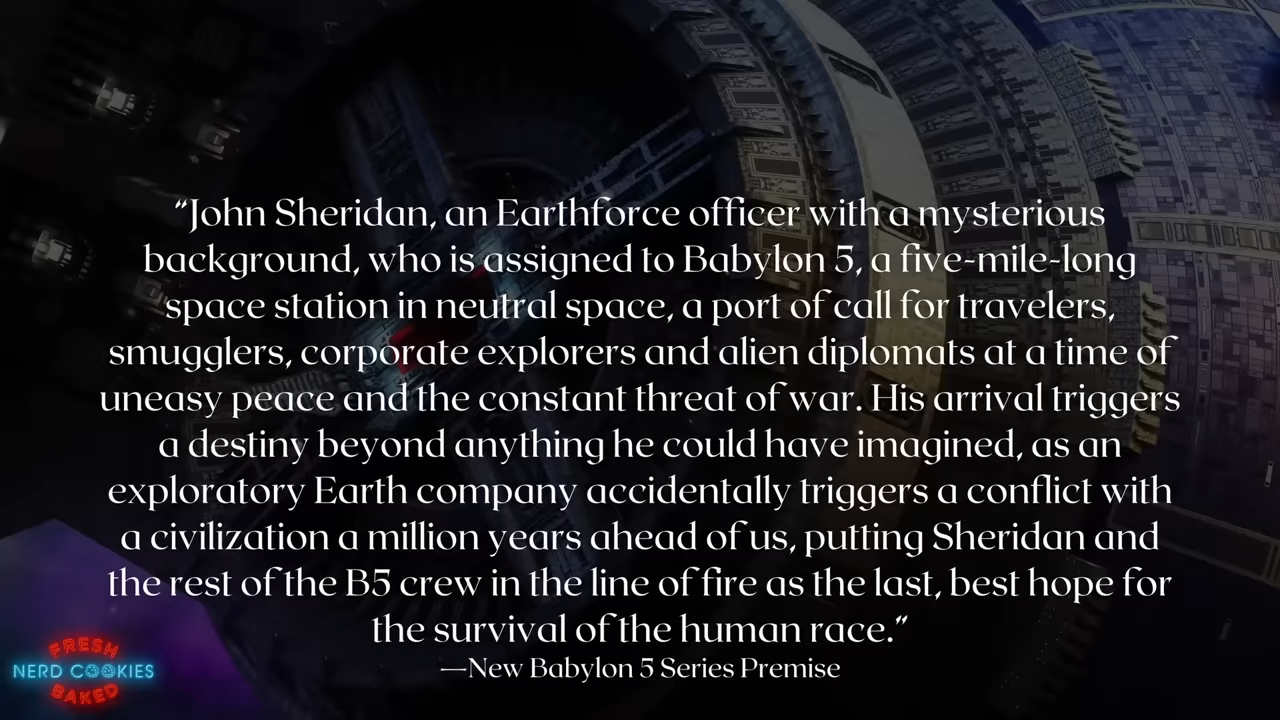 “John Sheridan, an Earthforce officer with a mysterious
background, who is assigned to Babylon 5, a five-mile-long
space station in neutral space, a port of call for travelers,
smugglers, corporate explorers and alien diplomats at a time of
uneasy peace and the constant threat of war. His arrival triggers
a destiny beyond anything he could have imagined, as an
exploratory Earth company accidentally triggers a conflict with
a civilization a million years ahead of us, putting Sheridan and
the rest of the B5 crew in the line of fire as the last, best hope for
the survival of the human race.”
—New Babylon 5 Series Premise
FRESH
NERD COOKIES
BAKED